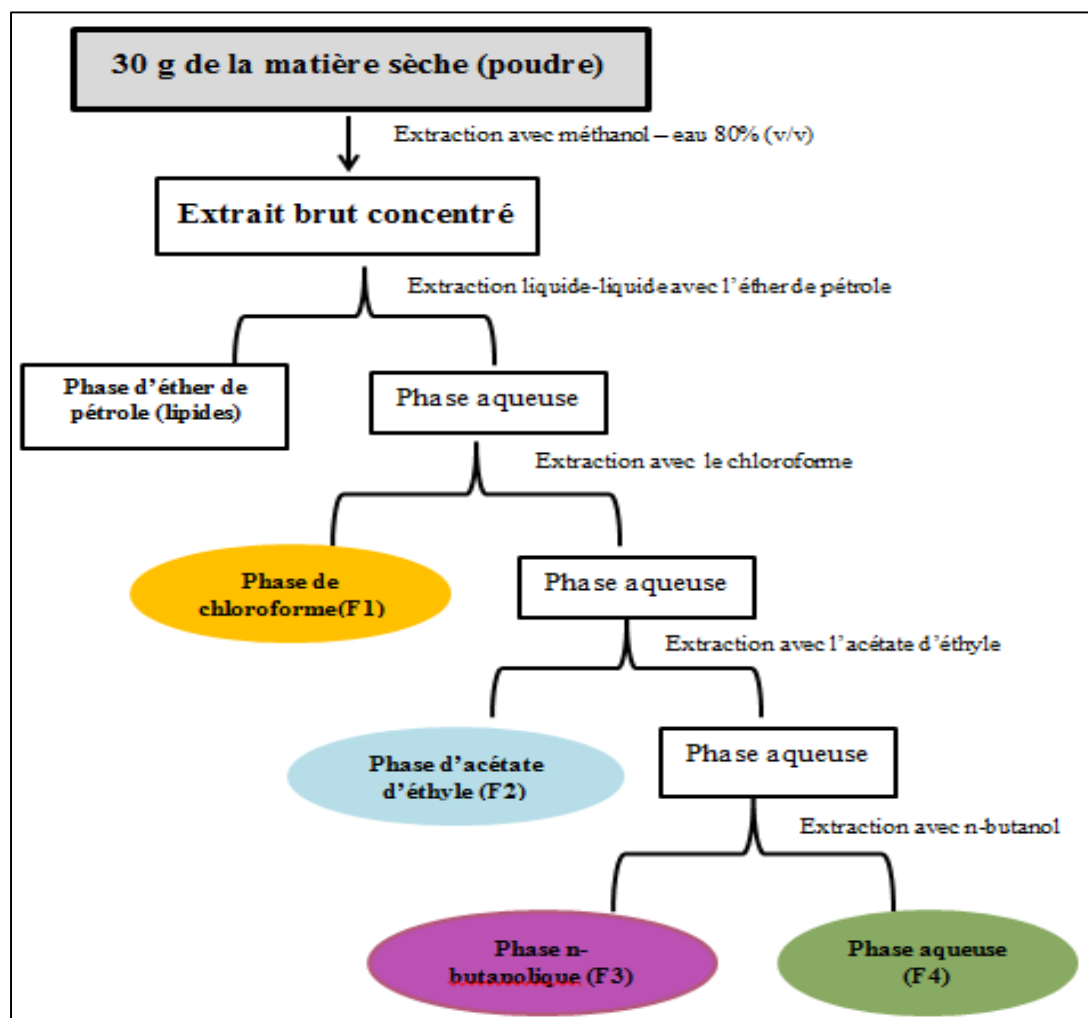 30 g de la matière sèche (poudre)
Extraction avec méthanol – eau 80% (v/v)
Extrait brut concentré
Extraction liquide-liquide avec l'éther de pétrole
Phase d'éther de
pétrole (lipides)
Phase aqueuse
Extraction avec le chloroforme
Phase de
chloroforme(F1)
Phase aqueuse
Extraction avec l'acétate d'éthyle
Phase d'acétate
d'éthyle (F2)
Phase aqueuse
Extraction avec n-butanol
Phase n-
butanolique (F3)
Phase aqueuse
(F4)